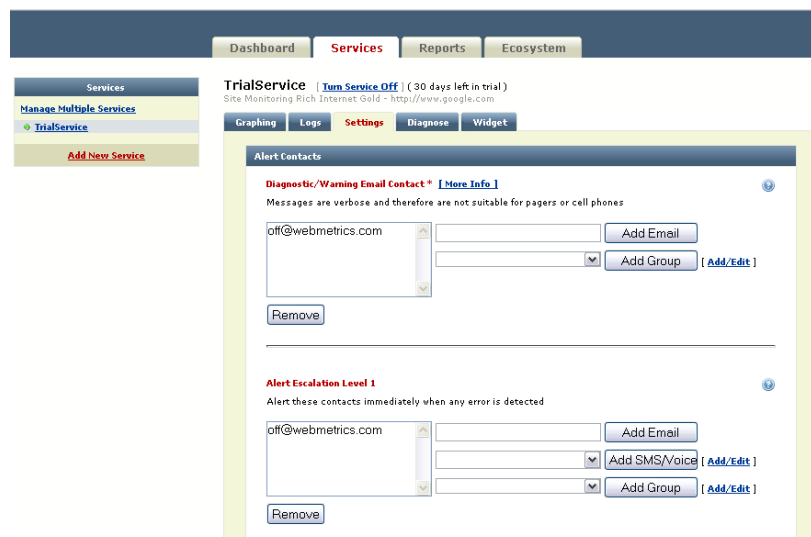 Dashboard Services Reports Ecosystem
Services
Manage Multiple Services
TrialService
Add New Service
TrialService [ Turn Service Off ] ( 30 days left in trial )
Site Monitoring Rich Internet Gold - http://www.google.com
Graphing Logs Settings Diagnose Widget
Alert Contacts
Diagnostic/Warning Email Contact * [ More Info ]
Messages are verbose and therefore are not suitable for pagers or cell phones
off@webmetrics.com
Add Email
Add Group [ Add/Edit ]
Remove
Alert Escalation Level 1
Alert these contacts immediately when any error is detected
off@webmetrics.com
Add Email
Add SMS/Voice [ Add/Edit ]
Add Group [ Add/Edit ]
Remove